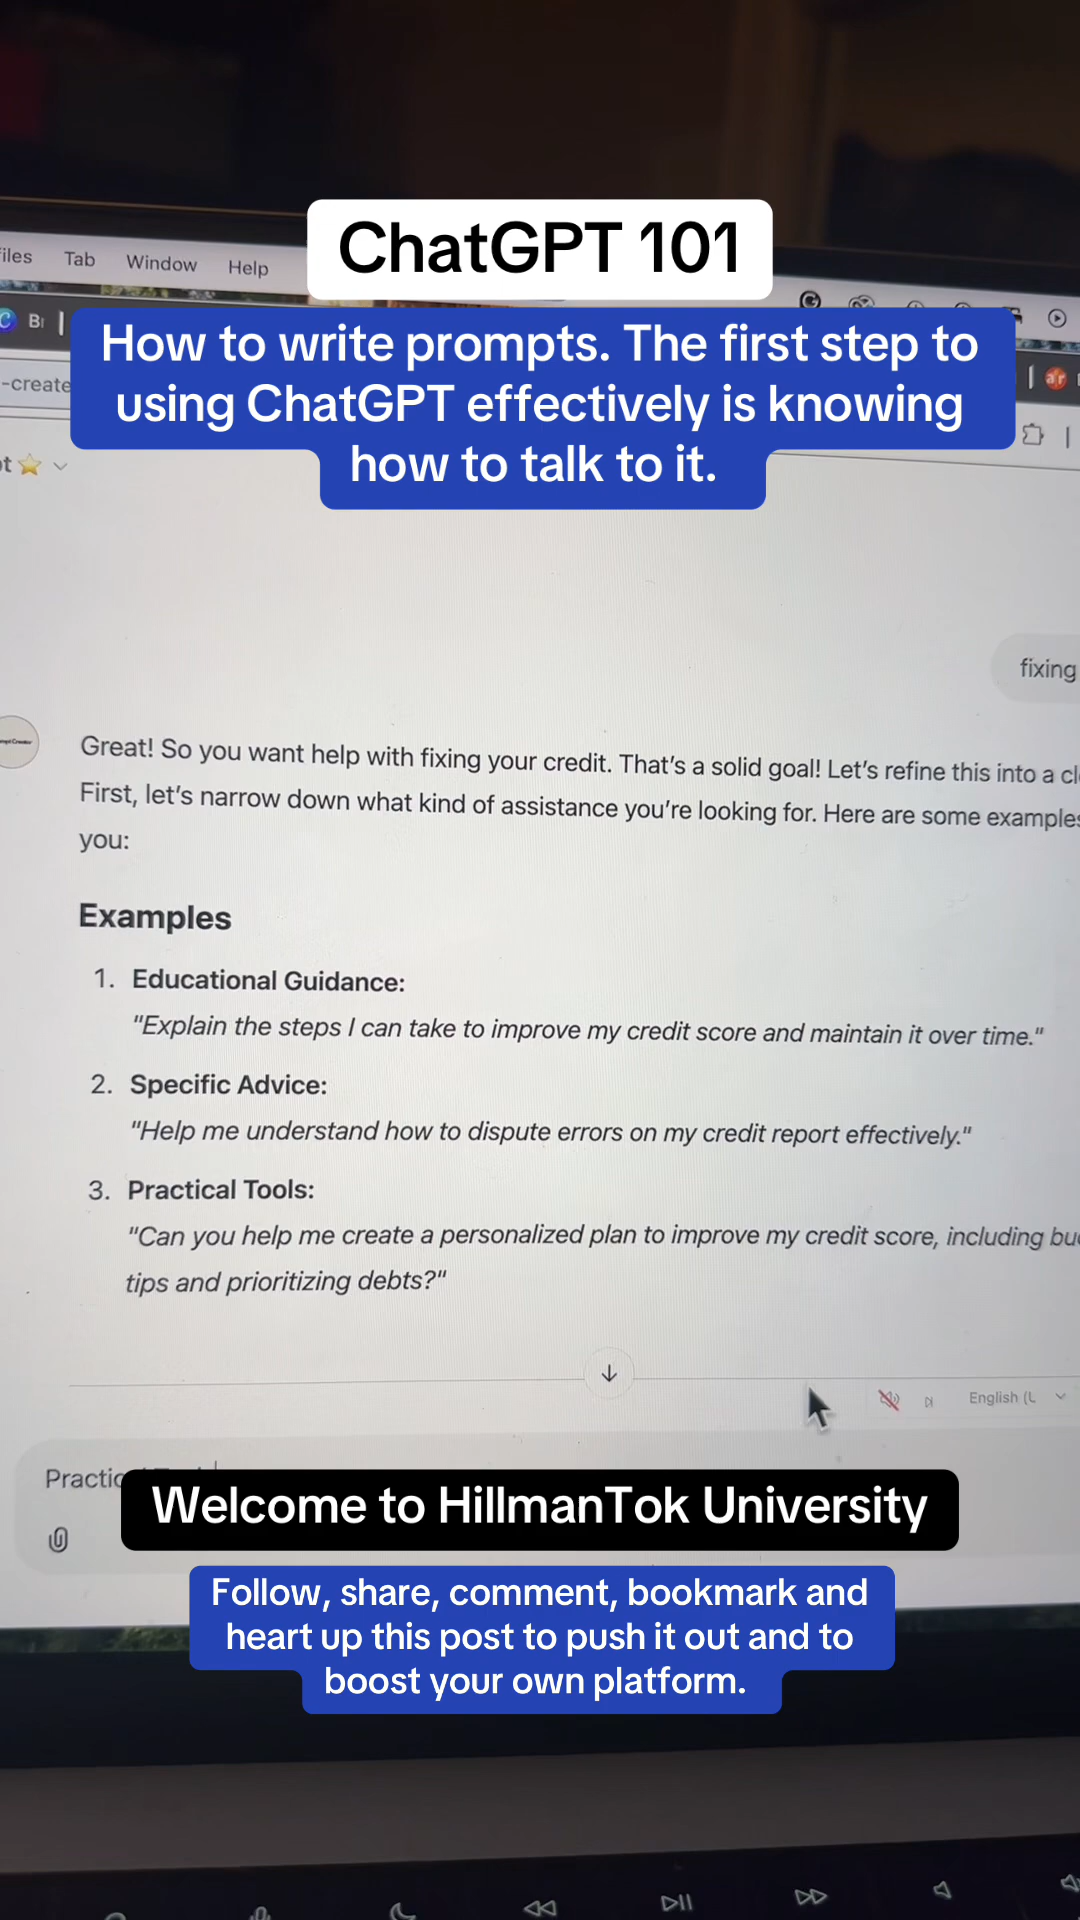 ChatGPT 101
iles Tab Window Help
How to write prompts. The first step to
using ChatGPT effectively is knowing
how to talk to it.
-create
fixing
Great! So you want help with fixing your credit. That's a solid goal! Let's refine this into a cl
First, let's narrow down what kind of assistance you're looking for. Here are some examples
you:
Examples
1. Educational Guidance:
"Explain the steps I can take to improve my credit score and maintain it over time."
2. Specific Advice:
"Help me understand how to dispute errors on my credit report effectively."
3. Practical Tools:
"Can you help me create a personalized plan to improve my credit score, including bu
tips and prioritizing debts?"
English (U
Practic
Welcome to HillmanTok University
Follow, share, comment, bookmark and
heart up this post to push it out and to
boost your own platform.